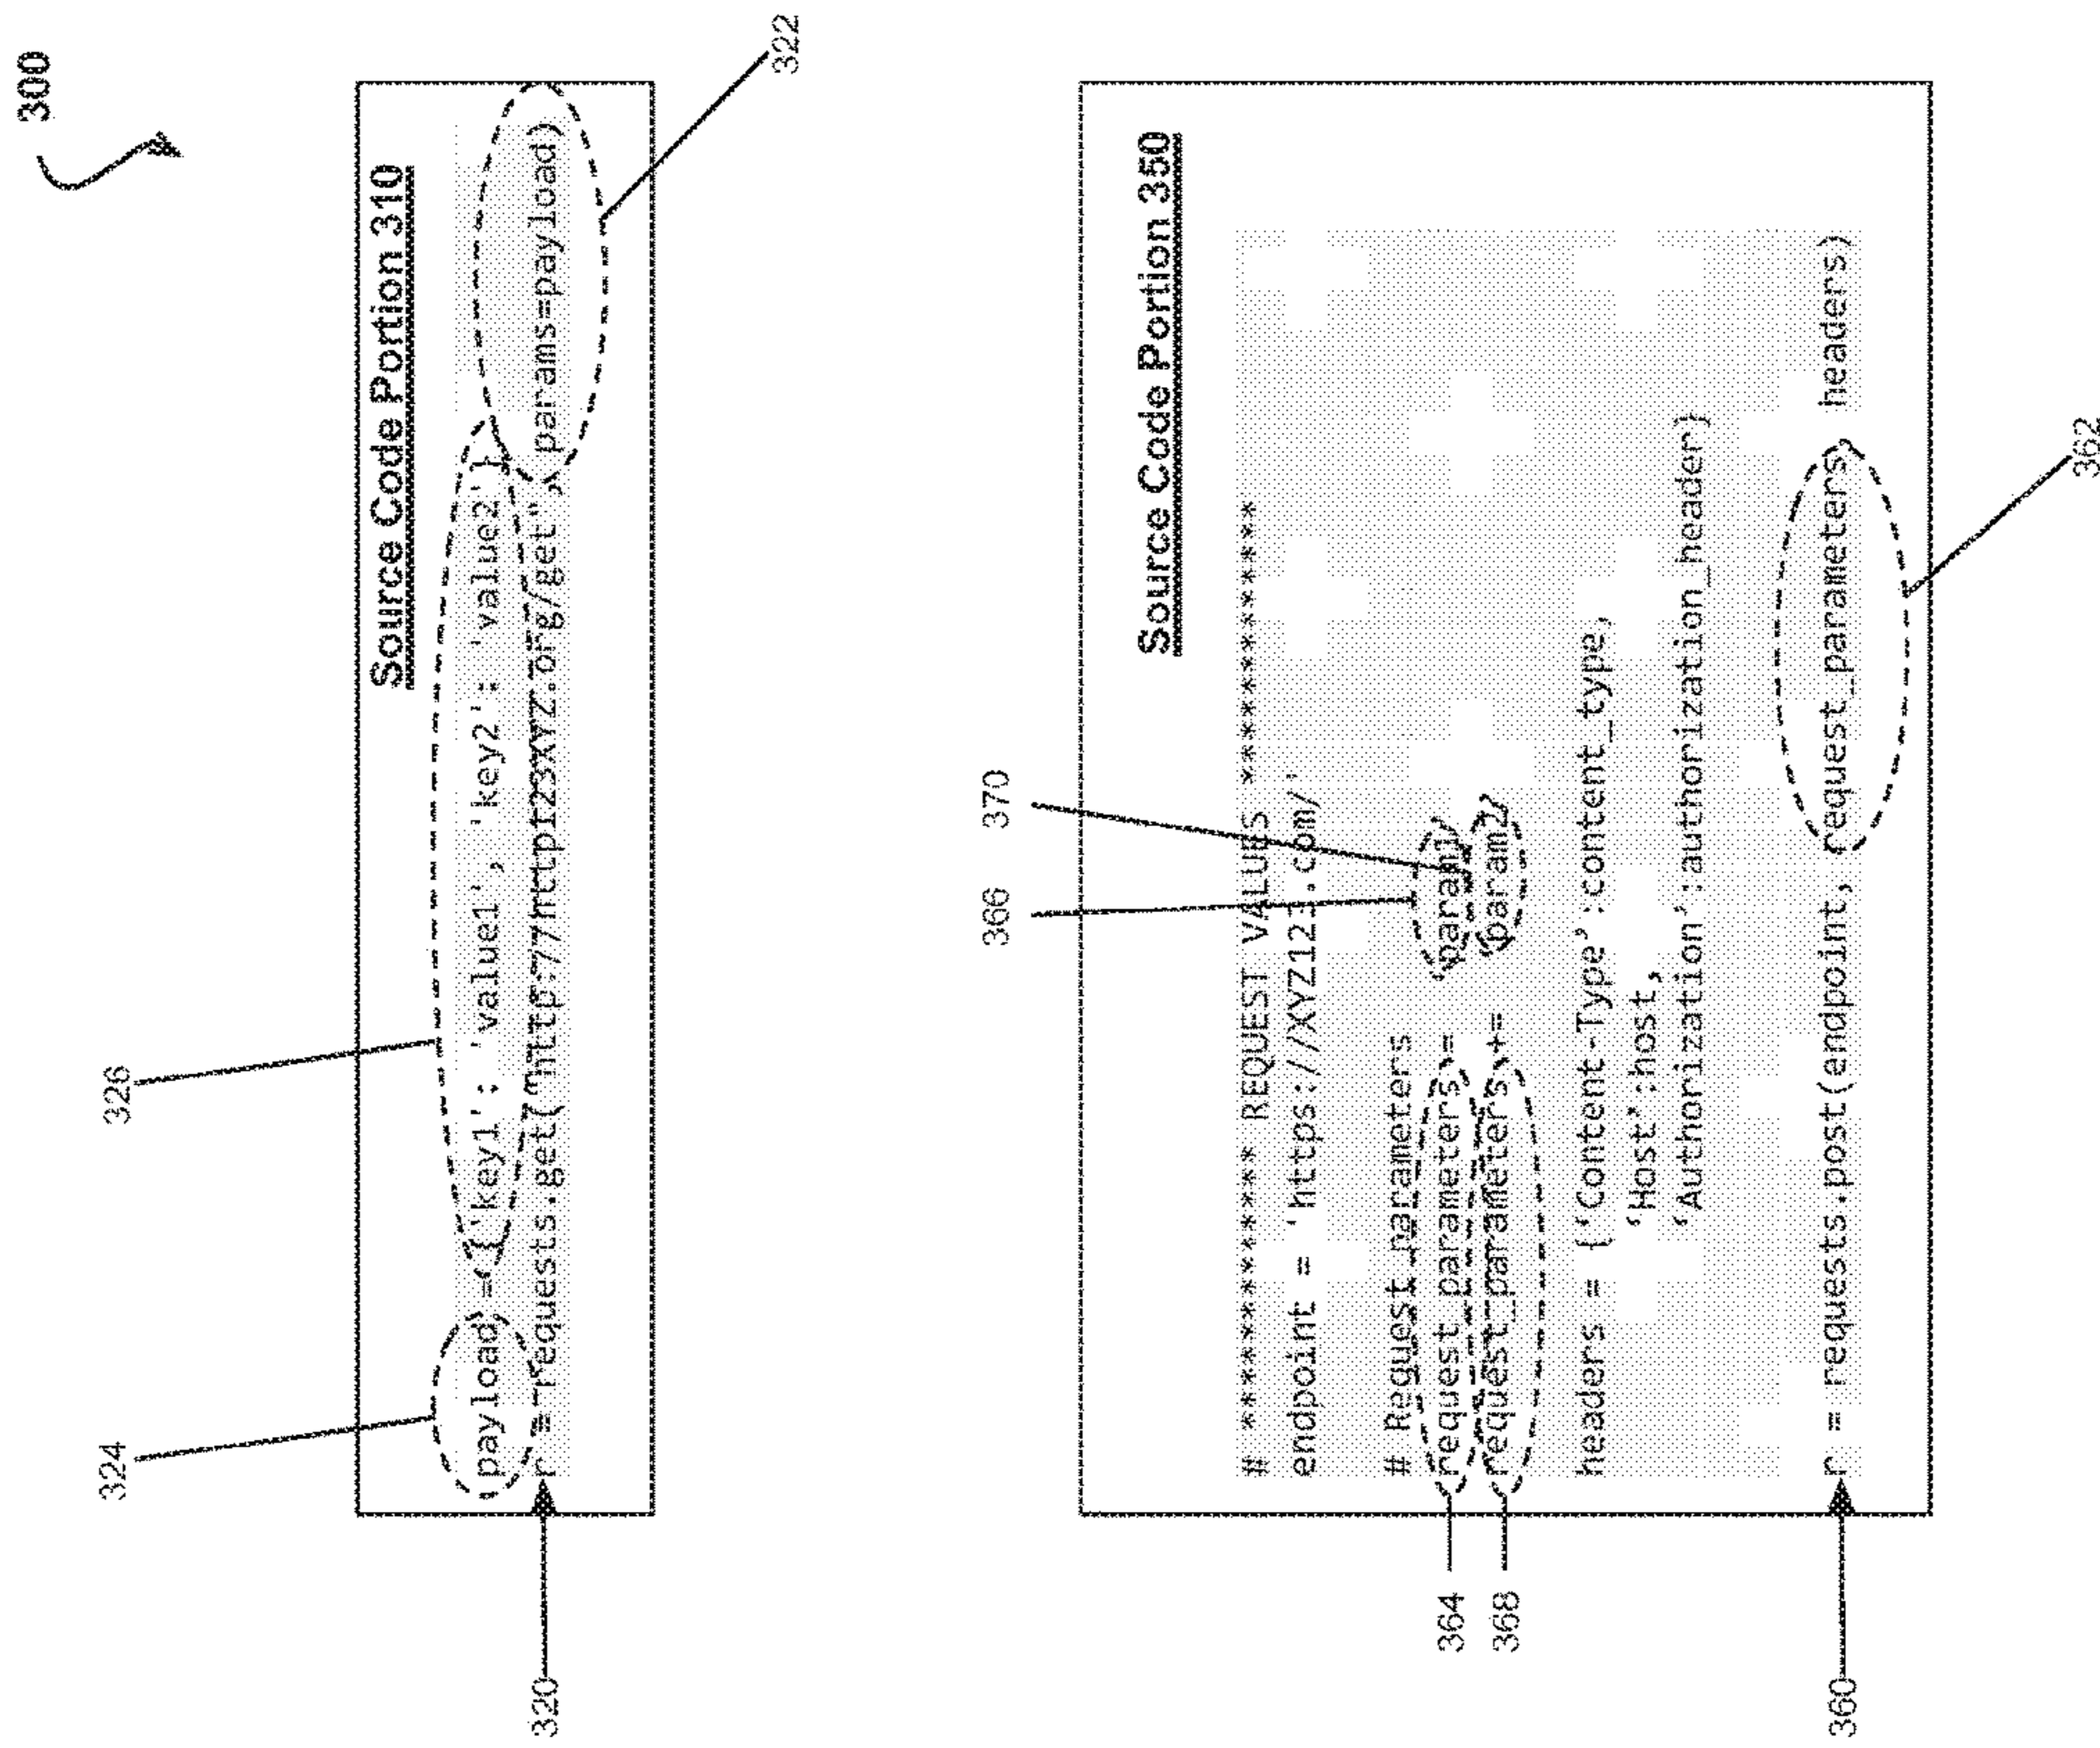 300
Source Code Portion 310
326
324
payload = {'key1': 'value1', 'key2': 'value2'}
320
r = requests.get("http://httpi23XYZ.org/get", params=payload)
322
Source Code Portion 350
366 370
# ************** REQUEST VALUES **************
endpoint = 'https://XYZ123.com/'
# Request parameters
364
request_parameters = 'param1'
368
request_parameters += 'param2'
headers = {'Content-Type':content_type,
'Host':host,
'Authorization':authorization_header}
360
r = requests.post(endpoint, request_parameters, headers)
362